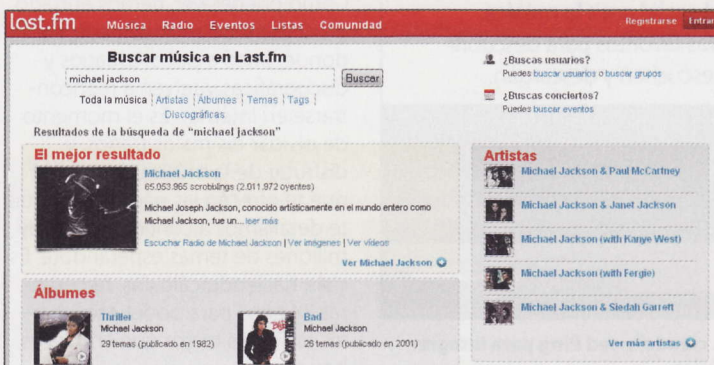 last.fm
Música Radio Eventos Listas Comunidad
Registrarse Entrar
Buscar música en Last.fm
michael jackson
Buscar
Toda la música Artistas Álbumes Temas Tags
Discográficas
Resultados de la búsqueda de "michael jackson"
¿Buscas usuarios?
Puedes buscar usuarios o buscar grupos
¿Buscas conciertos?
Puedes buscar eventos
El mejor resultado
Michael Jackson
65.053.965 scrobblings (2.011.972 oyentes)
Michael Joseph Jackson, conocido artísticamente en el mundo entero como
Michael Jackson, fue un... leer más
Escuchar Radio de Michael Jackson | Ver imágenes | Ver vídeos
Ver Michael Jackson
Artistas
Michael Jackson & Paul McCartney
Michael Jackson & Janet Jackson
Michael Jackson (with Kanye West)
Michael Jackson (with Fergie)
Michael Jackson & Siedah Garrett
Ver más artistas
Álbumes
Thriller
Michael Jackson
29 temas (publicado en 1982)
Bad
Michael Jackson
26 temas (publicado en 2001)